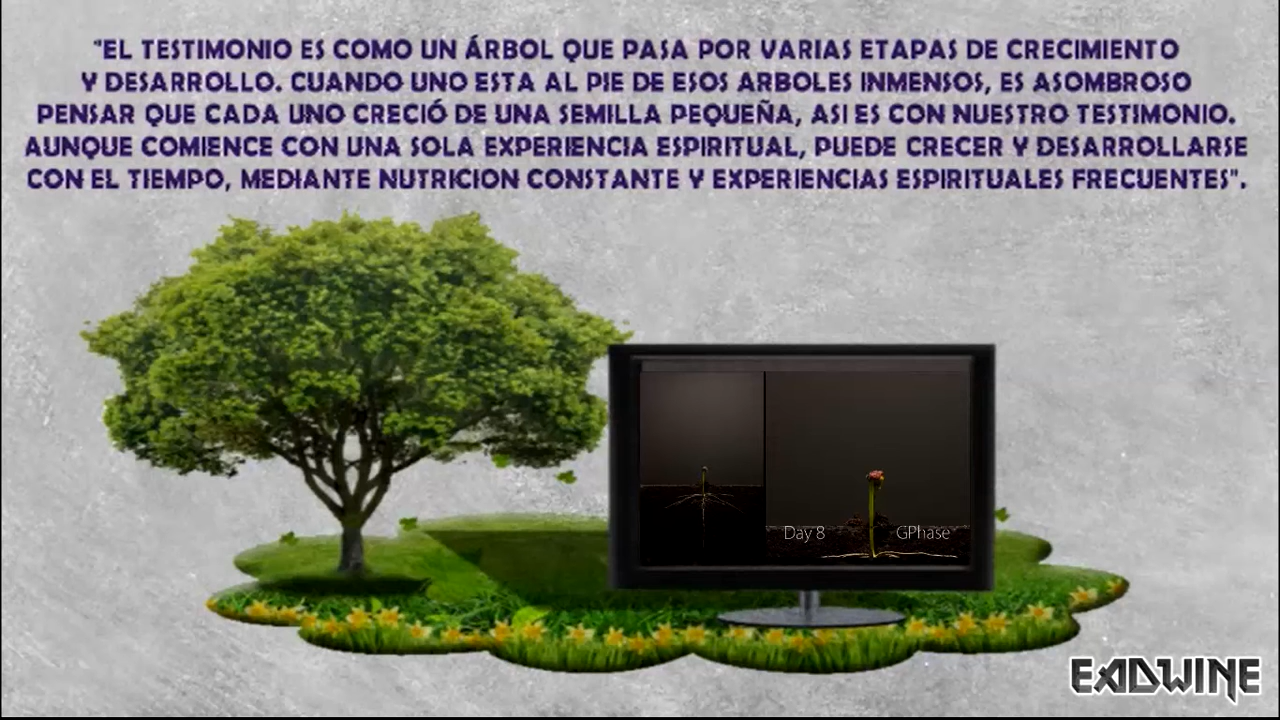 "EL TESTIMONIO ES COMO UN ÁRBOL QUE PASA POR VARIAS ETAPAS DE CRECIMIENTO
Y DESARROLLO. CUANDO UNO ESTA AL PIE DE ESOS ARBOLES INMENSOS, ES ASOMBROSO
PENSAR QUE CADA UNO CRECIÓ DE UNA SEMILLA PEQUEÑA, ASI ES CON NUESTRO TESTIMONIO.
AUNQUE COMIENCE CON UNA SOLA EXPERIENCIA ESPIRITUAL, PUEDE CRECER Y DESARROLLARSE
CON EL TIEMPO, MEDIANTE NUTRICION CONSTANTE Y EXPERIENCIAS ESPIRITUALES FRECUENTES".
Day 8 GPhase
EADWINE